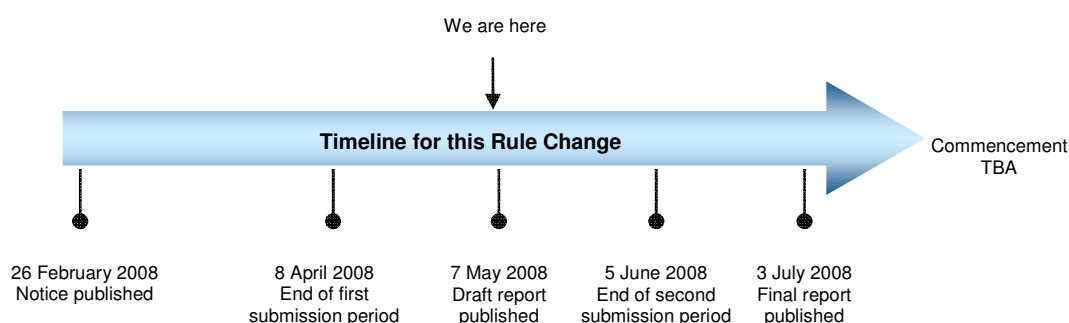 We are here
Timeline for this Rule Change
Commencement
TBA
26 February 2008
Notice published
8 April 2008
End of first
submission period
7 May 2008
Draft report
published
5 June 2008
End of second
submission period
3 July 2008
Final report
published